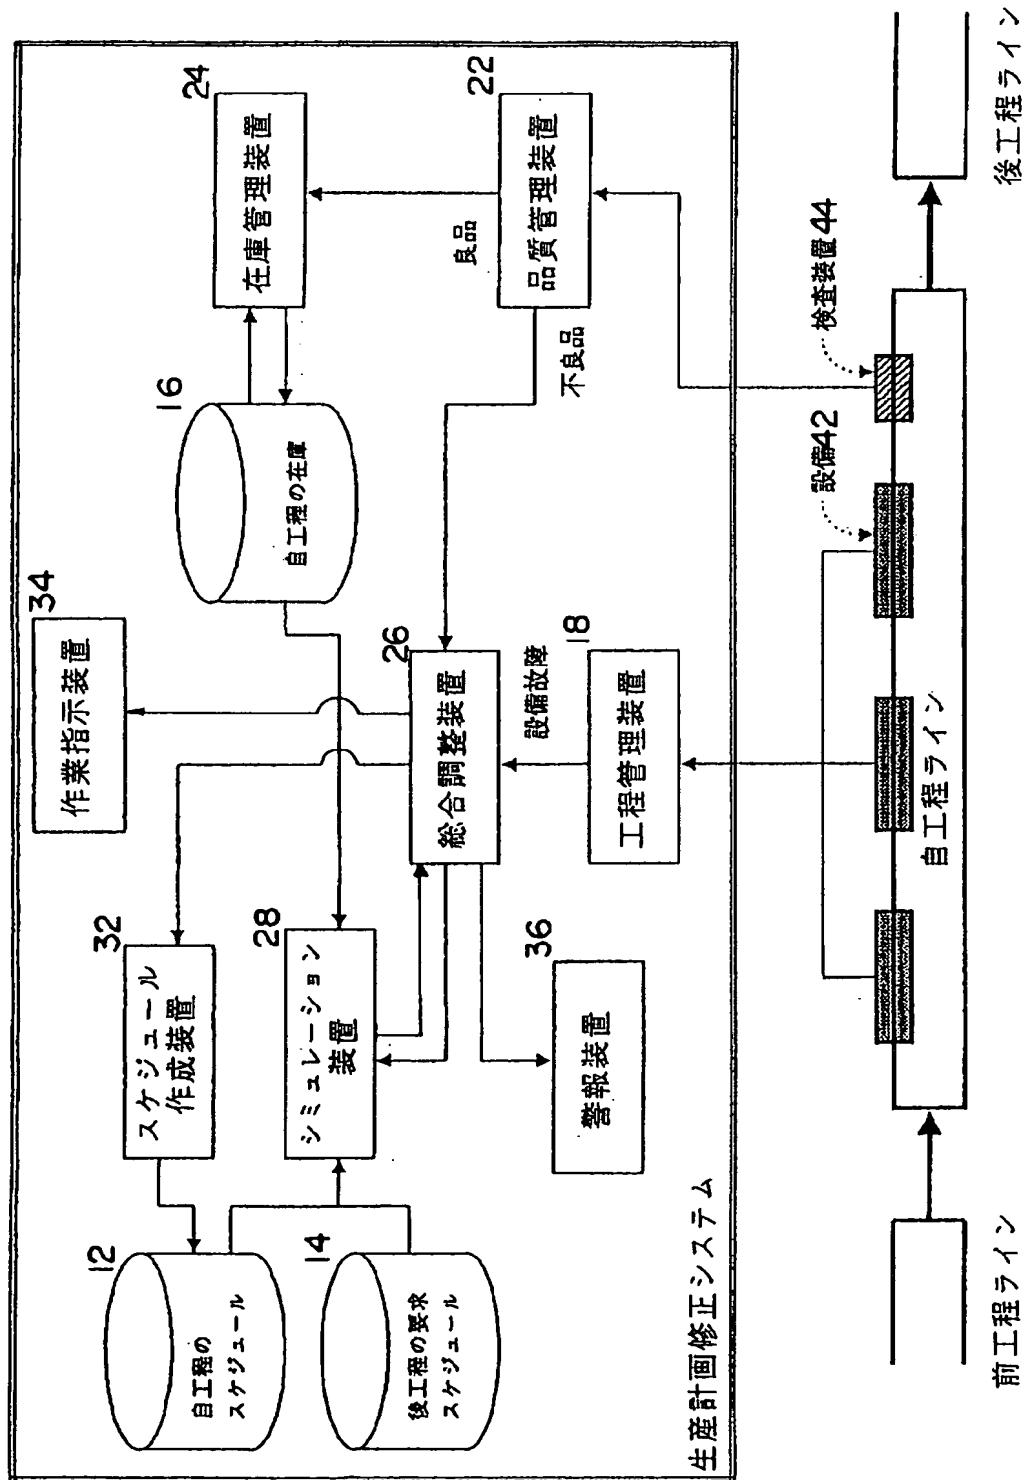 34
作業指示装置
24
在庫管理装置
32
スケジュール
作成装置
16
自工程の在庫
12
自工程の
スケジュール
28
シミュレーション
装置
26
総合調整装置
良品
22
品質管理装置
不良品
14
後工程の要求
スケジュール
36
警報装置
設備故障
18
工程管理装置
生産計画修正システム
設備42
検査装置44
自工程ライン
前工程ライン
後工程ライン